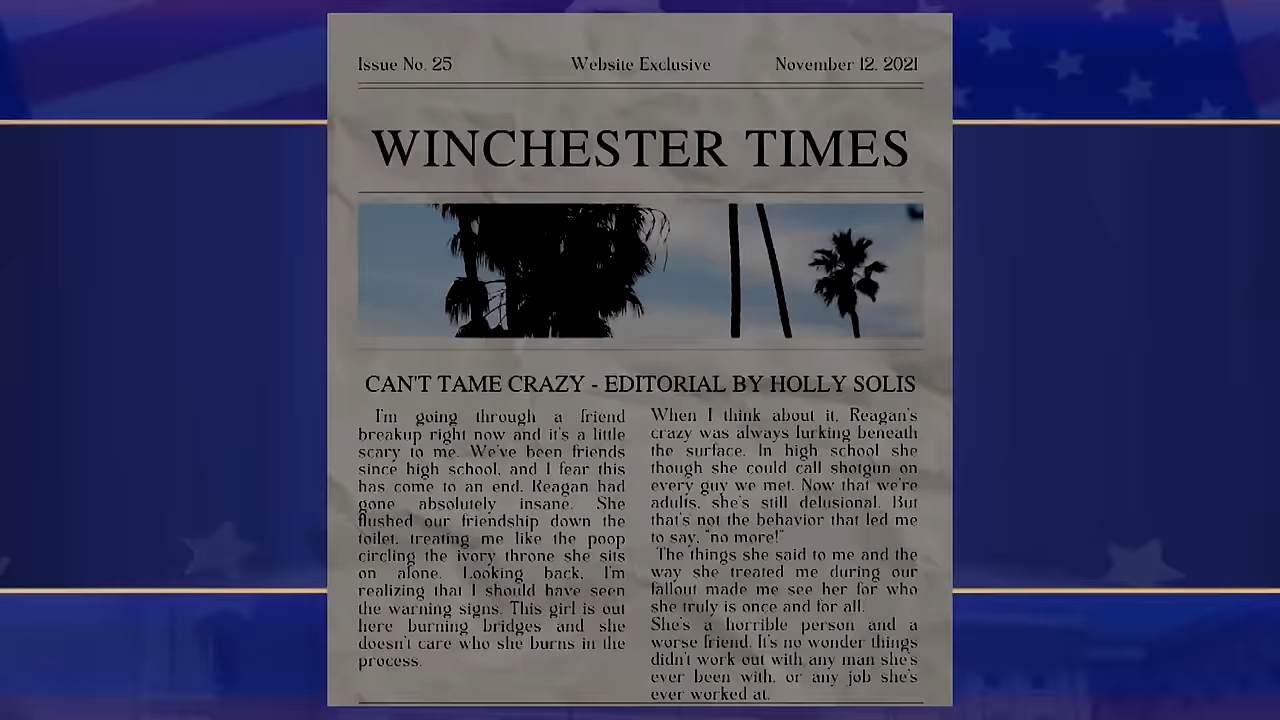 Issue No. 25
Website Exclusive
November 12, 2021
WINCHESTER TIMES
CAN'T TAME CRAZY - EDITORIAL BY HOLLY SOLIS
I'm going through a friend
breakup right now and it's a little
scary to me. We've been friends
since high school, and I fear this
has come to an end. Reagan had
gone absolutely insane. She
flushed our friendship down the
toilet, treating me like the poop
circling the ivory throne she sits
on alone. Looking back, I'm
realizing that I should have seen
the warning signs. This girl is out
here burning bridges and she
doesn't care who she burns in the
process.
When I think about it, Reagan's
crazy was always lurking beneath
the surface. In high school she
though she could call shotgun on
every guy we met. Now that we're
adults, she's still delusional. But
that's not the behavior that led me
to say, "no more!"
The things she said to me and the
way she treated me during our
fallout made me see her for who
she truly is once and for all.
She's a horrible person and a
worse friend. It's no wonder things
didn't work out with any man she's
ever been with, or any job she's
ever worked at.